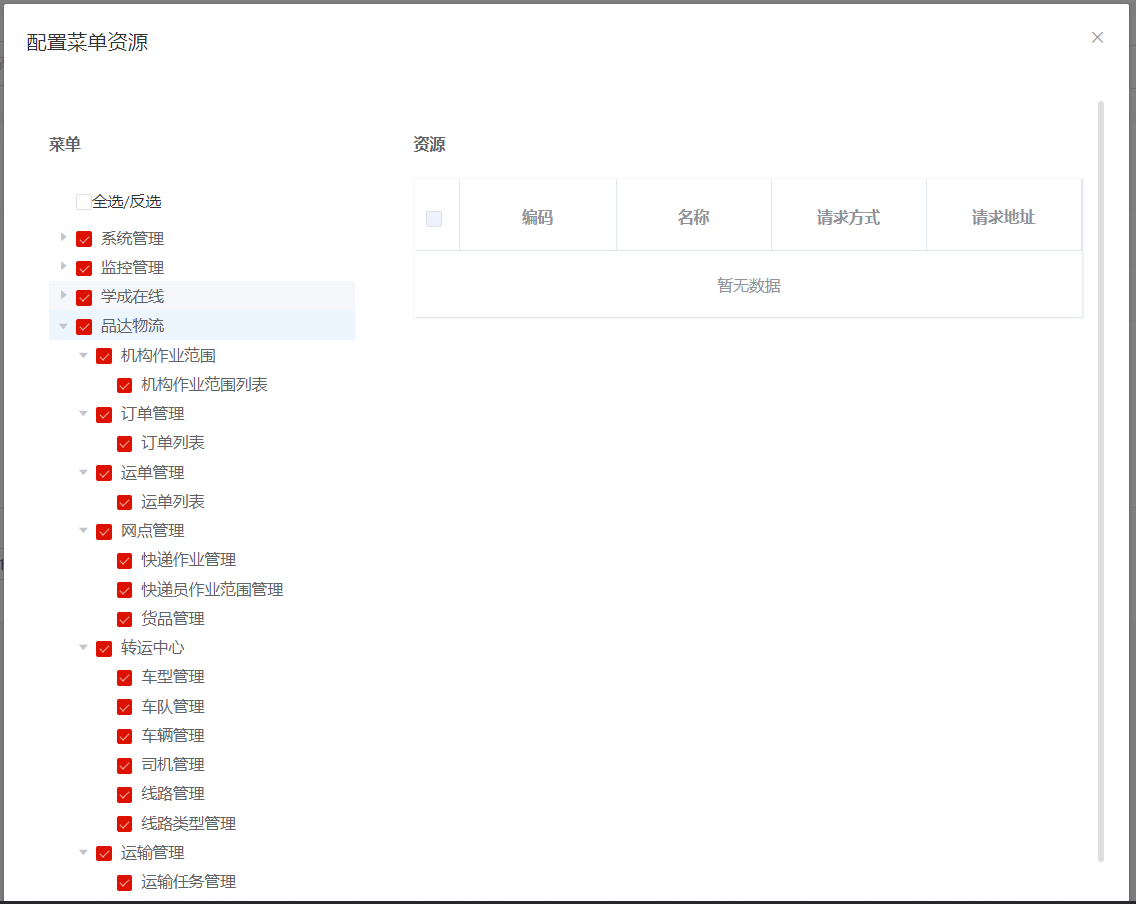 配置菜单资源
菜单
全选/反选
系统管理
监控管理
学成在线
品达物流
机构作业范围
机构作业范围列表
订单管理
订单列表
运单管理
运单列表
网点管理
快递作业管理
快递员作业范围管理
货品管理
转运中心
车型管理
车队管理
车辆管理
司机管理
线路管理
线路类型管理
运输管理
运输任务管理
资源
编码 名称 请求方式 请求地址
暂无数据